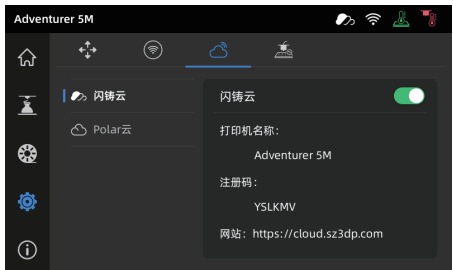 Adventurer 5M
闪铸云
Polar云
闪铸云
打印机名称：
Adventurer 5M
注册码：
YSLKMV
网站：https://cloud.sz3dp.com